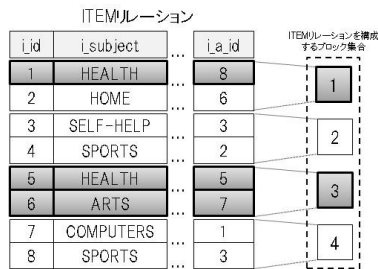 ITEMリレーション
ITEMリレーションを構成
するブロック集合
i_id i_subject ... i_a_id
1 HEALTH 8
2 HOME ... 6
3 SELF-HELP ... 3
4 SPORTS ... 2
5 HEALTH ... 5
6 ARTS ... 7
7 COMPUTERS ... 1
8 SPORTS ... 3
1
2
3
4